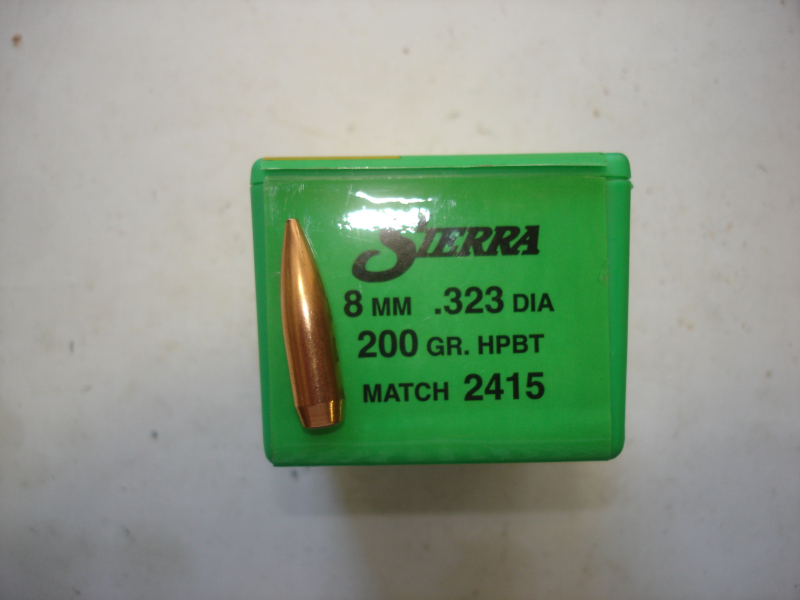 SIERRA
8 MM .323 DIA
200 GR. HPBT
MATCH 2415